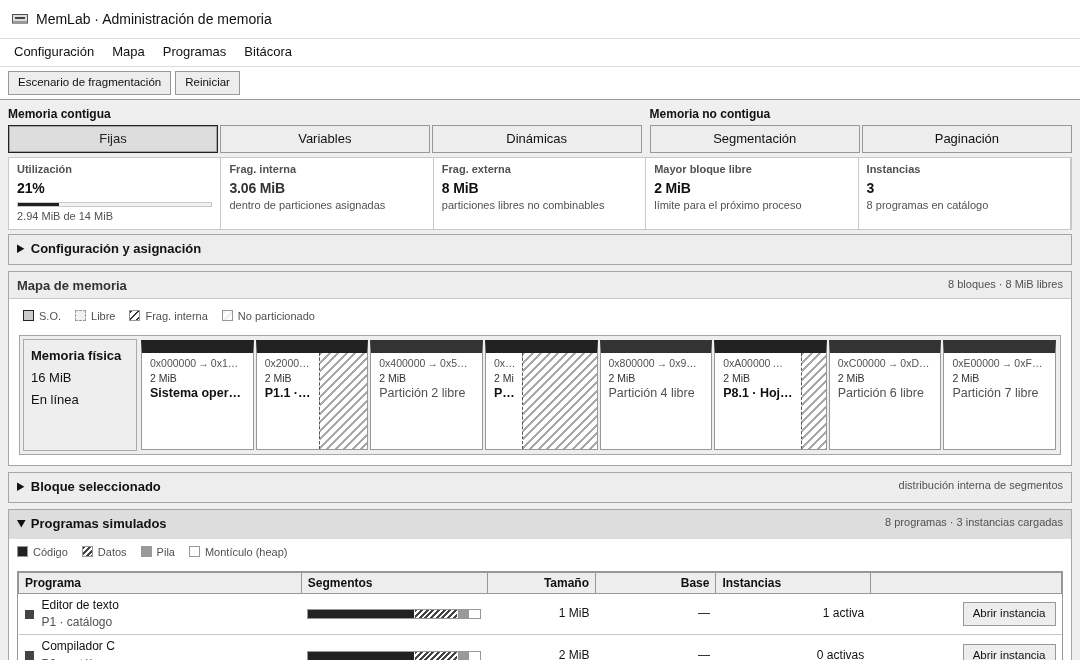 MemLab · Administración de memoria
Configuración Mapa Programas Bitácora
Escenario de fragmentación Reiniciar
Memoria contigua Memoria no contigua
Fijas Variables Dinámicas Segmentación Paginación
Utilización Frag. interna Frag. externa Mayor bloque libre Instancias
21% 3.06 MiB 8 MiB 2 MiB 3
dentro de particiones asignadas particiones libres no combinables límite para el próximo proceso 8 programas en catálogo
2.94 MiB de 14 MiB
Configuración y asignación
Mapa de memoria 8 bloques · 8 MiB libres
S.O. Libre Frag. interna No particionado
Memoria física
16 MiB
En línea
0x000000 → 0x1…
2 MiB
Sistema oper…
0x2000…
2 MiB
P1.1 ·…
0x400000 → 0x5…
2 MiB
Partición 2 libre
0x…
2 Mi
P…
0x800000 → 0x9…
2 MiB
Partición 4 libre
0xA00000 …
2 MiB
P8.1 · Hoj…
0xC00000 → 0xD…
2 MiB
Partición 6 libre
0xE00000 → 0xF…
2 MiB
Partición 7 libre
Bloque seleccionado distribución interna de segmentos
Programas simulados 8 programas · 3 instancias cargadas
Código Datos Pila Montículo (heap)
Programa Segmentos Tamaño Base Instancias
Editor de texto
P1 · catálogo
1 MiB — 1 activa Abrir instancia
Compilador C
2 MiB — 0 activas Abrir instancia